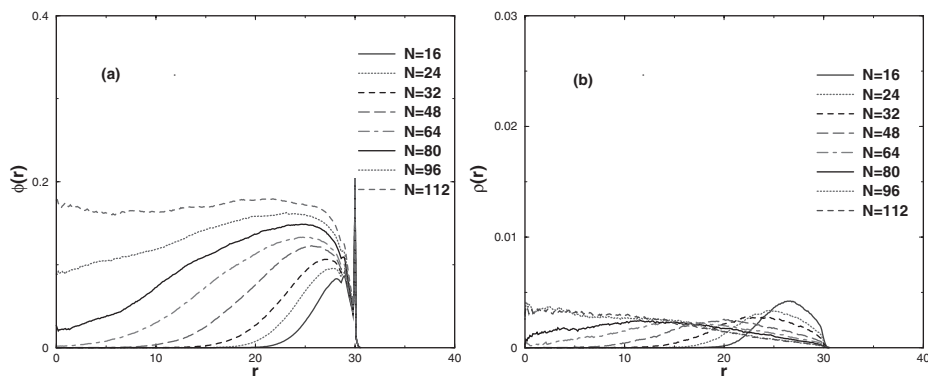 (a)
ϕ(r)
0.4
0.2
0
N=16
N=24
N=32
N=48
N=64
N=80
N=96
N=112
0 10 20 30 40
r
(b)
ρ(r)
0.03
0.02
0.01
0.00
N=16
N=24
N=32
N=48
N=64
N=80
N=96
N=112
0 10 20 30 40
r